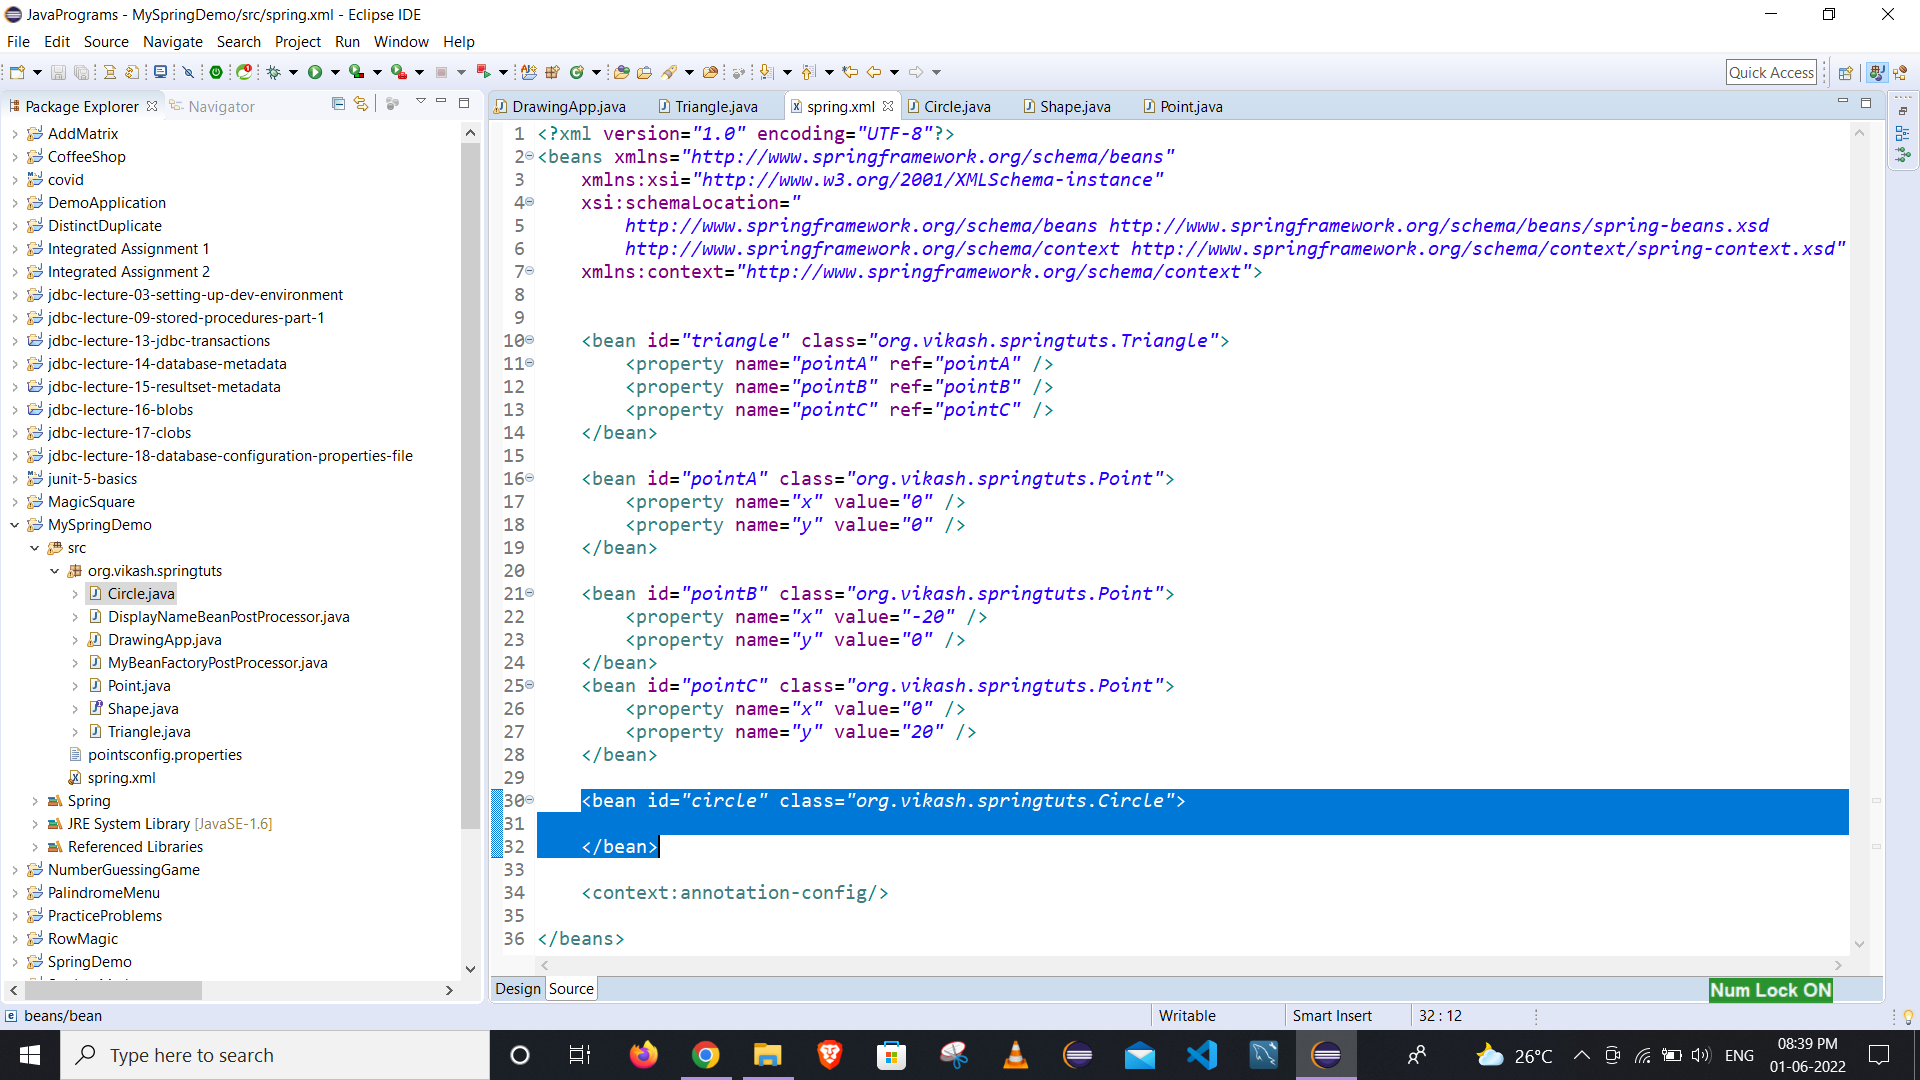 JavaPrograms - MySpringDemo/src/spring.xml - Eclipse IDE
File Edit Source Navigate Search Project Run Window Help
Quick Access
Package Explorer
Navigator
DrawingApp.java
Triangle.java
spring.xml
Circle.java
Shape.java
Point.java
AddMatrix
CoffeeShop
covid
DemoApplication
DistinctDuplicate
Integrated Assignment 1
Integrated Assignment 2
jdbc-lecture-03-setting-up-dev-environment
jdbc-lecture-09-stored-procedures-part-1
jdbc-lecture-13-jdbc-transactions
jdbc-lecture-14-database-metadata
jdbc-lecture-15-resultset-metadata
jdbc-lecture-16-blobs
jdbc-lecture-17-clobs
jdbc-lecture-18-database-configuration-properties-file
junit-5-basics
MagicSquare
MySpringDemo
src
org.vikash.springtuts
Circle.java
DisplayNameBeanPostProcessor.java
DrawingApp.java
MyBeanFactoryPostProcessor.java
Point.java
Shape.java
Triangle.java
pointsconfig.properties
spring.xml
Spring
JRE System Library [JavaSE-1.6]
Referenced Libraries
NumberGuessingGame
PalindromeMenu
PracticeProblems
RowMagic
SpringDemo
1 <?xml version="1.0" encoding="UTF-8"?>
2 <beans xmlns="http://www.springframework.org/schema/beans"
3 xmlns:xsi="http://www.w3.org/2001/XMLSchema-instance"
4 xsi:schemaLocation="
5 http://www.springframework.org/schema/beans http://www.springframework.org/schema/beans/spring-beans.xsd
6 http://www.springframework.org/schema/context http://www.springframework.org/schema/context/spring-context.xsd"
7 xmlns:context="http://www.springframework.org/schema/context">
8
9
10 <bean id="triangle" class="org.vikash.springtuts.Triangle">
11 <property name="pointA" ref="pointA" />
12 <property name="pointB" ref="pointB" />
13 <property name="pointC" ref="pointC" />
14 </bean>
15
16 <bean id="pointA" class="org.vikash.springtuts.Point">
17 <property name="x" value="0" />
18 <property name="y" value="0" />
19 </bean>
20
21 <bean id="pointB" class="org.vikash.springtuts.Point">
22 <property name="x" value="-20" />
23 <property name="y" value="0" />
24 </bean>
25 <bean id="pointC" class="org.vikash.springtuts.Point">
26 <property name="x" value="0" />
27 <property name="y" value="20" />
28 </bean>
29
30 <bean id="circle" class="org.vikash.springtuts.Circle">
31
32 </bean>
33
34 <context:annotation-config/>
35
36 </beans>
Design Source
Num Lock ON
beans/bean
Writable
Smart Insert
32 : 12
Type here to search
26°C
ENG
08:39 PM
01-06-2022